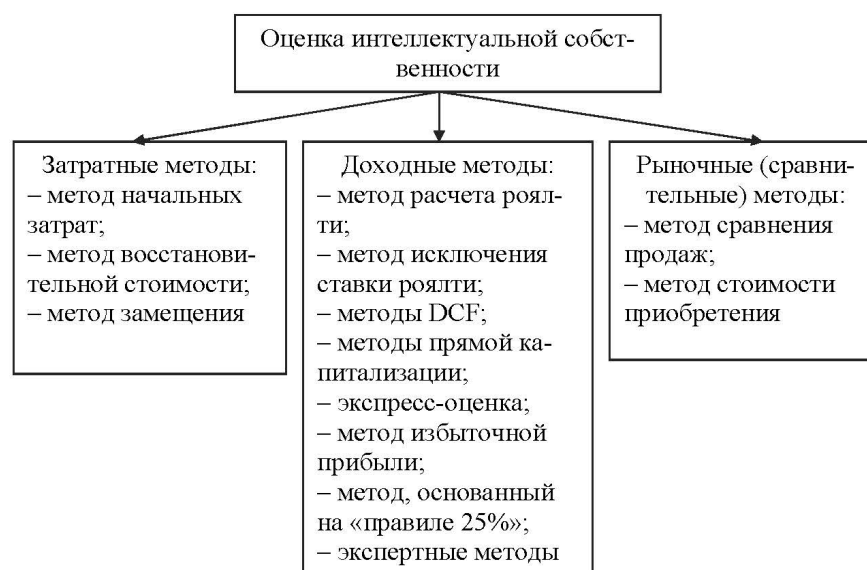 Оценка интеллектуальной собст-
венности
Затратные методы:
– метод начальных
затрат;
– метод восстанови-
тельной стоимости;
– метод замещения
Доходные методы:
– метод расчета роял-
ти;
– метод исключения
ставки роялти;
– методы DCF;
– методы прямой ка-
питализации;
– экспресс-оценка;
– метод избыточной
прибыли;
– метод, основанный
на «правиле 25%»;
– экспертные методы
Рыночные (сравни-
тельные) методы:
– метод сравнения
продаж;
– метод стоимости
приобретения